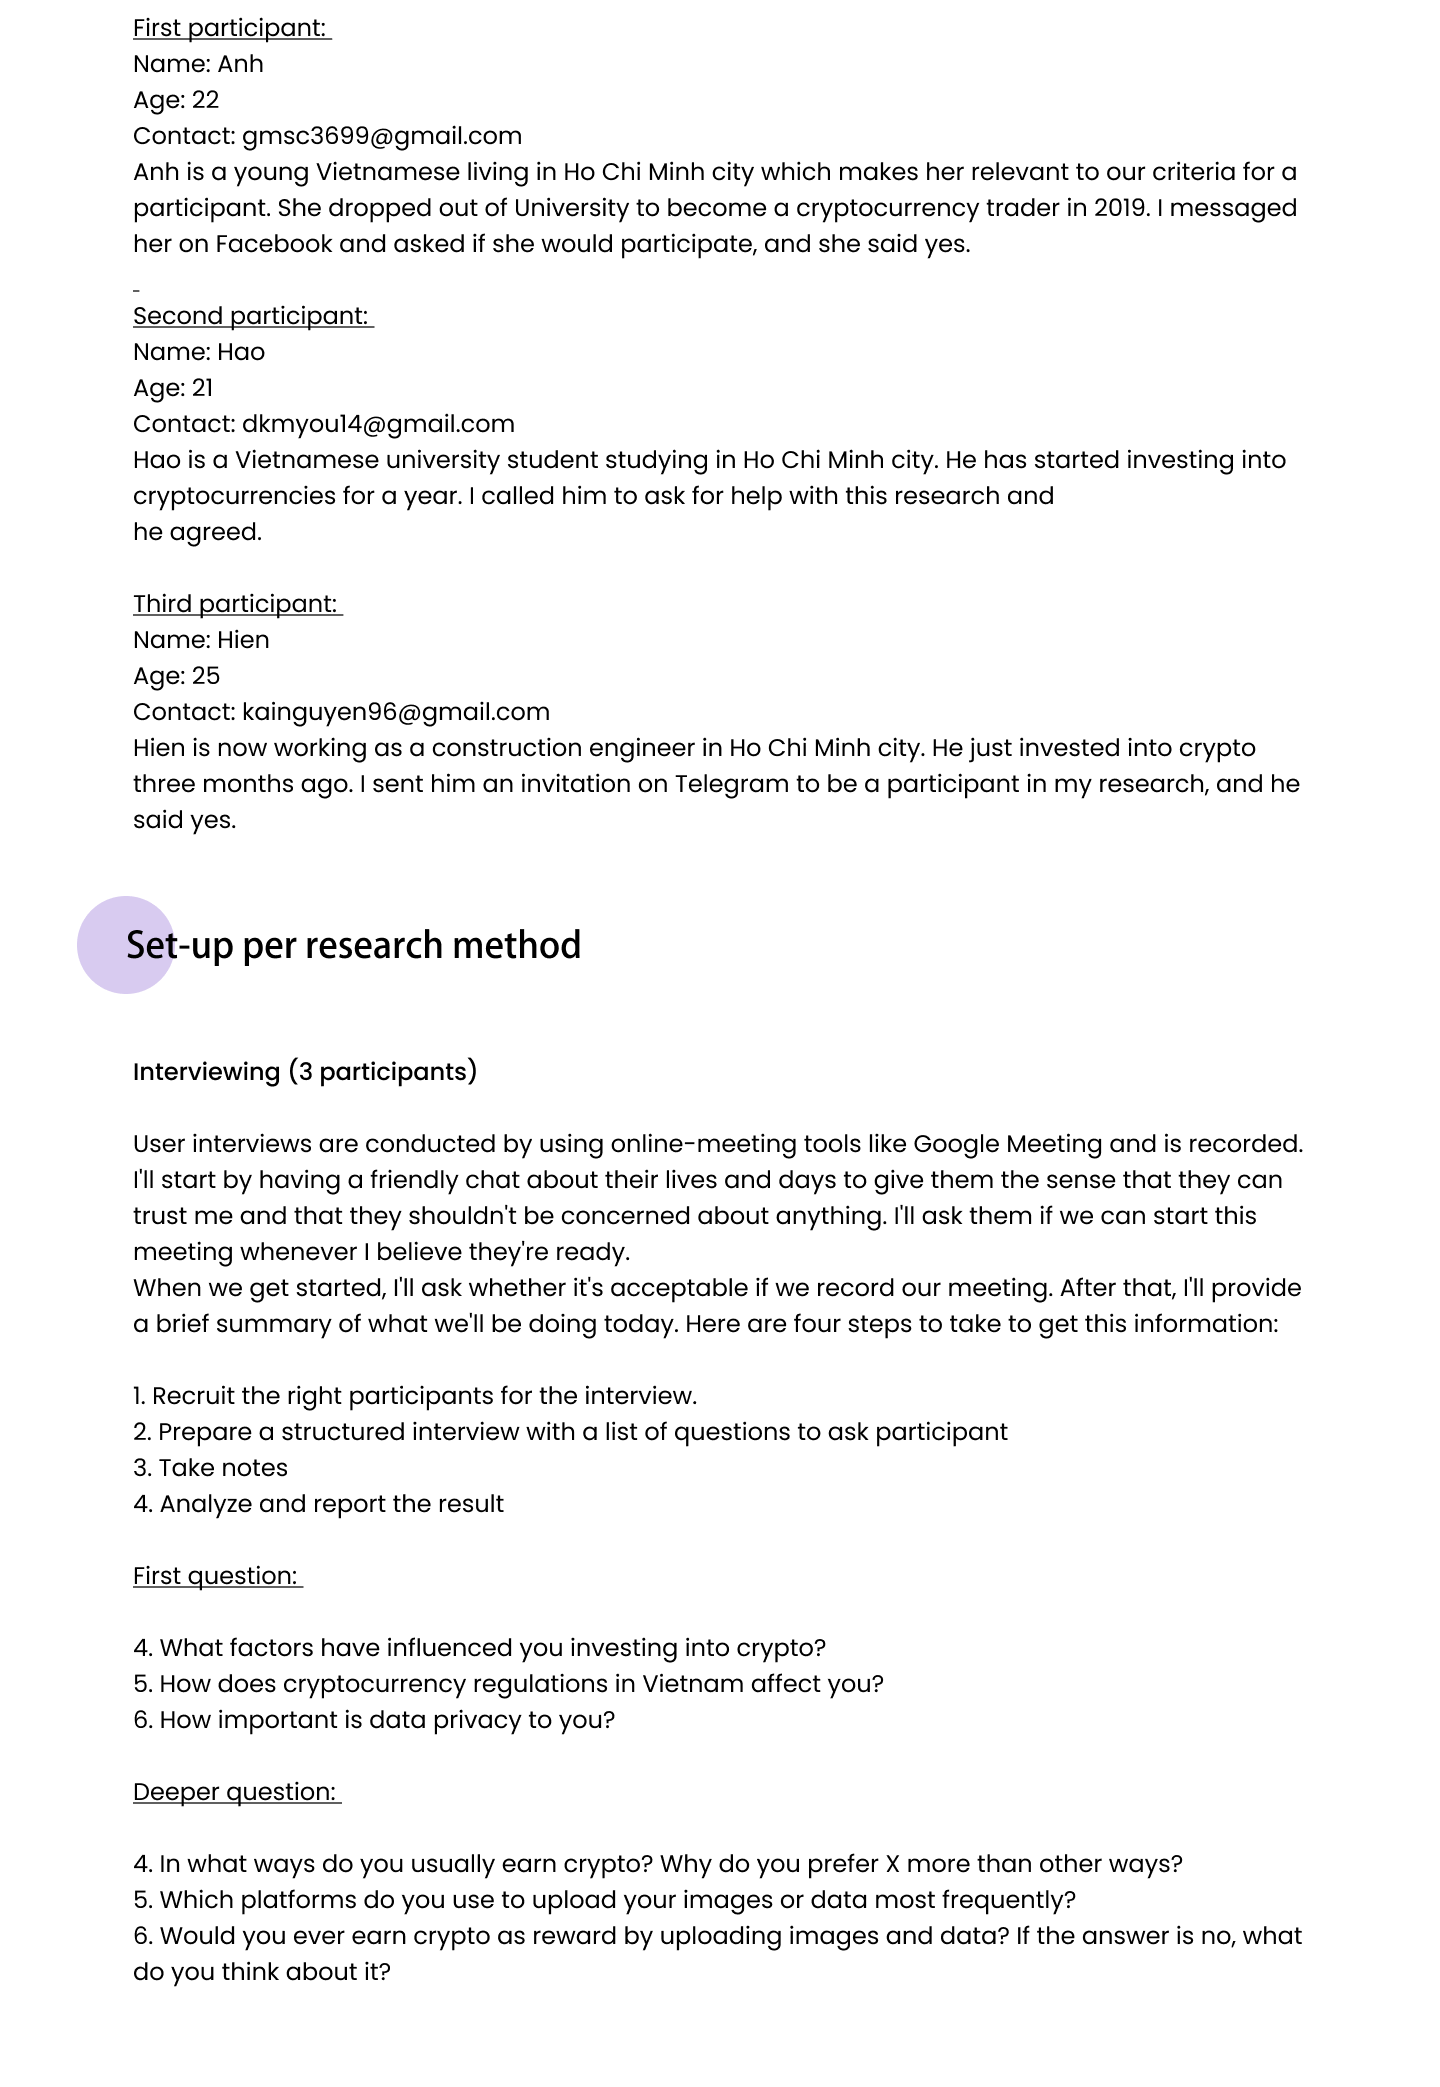 First participant:
Name: Anh
Age: 22
Contact: gmsc3699@gmail.com
Anh is a young Vietnamese living in Ho Chi Minh city which makes her relevant to our criteria for a
participant. She dropped out of University to become a cryptocurrency trader in 2019. I messaged
her on Facebook and asked if she would participate, and she said yes.
Second participant:
Name: Hao
Age: 21
Contact: dkmyou14@gmail.com
Hao is a Vietnamese university student studying in Ho Chi Minh city. He has started investing into
cryptocurrencies for a year. I called him to ask for help with this research and
he agreed.
Third participant:
Name: Hien
Age: 25
Contact: kainguyen96@gmail.com
Hien is now working as a construction engineer in Ho Chi Minh city. He just invested into crypto
three months ago. I sent him an invitation on Telegram to be a participant in my research, and he
said yes.
Set-up per research method
Interviewing (3 participants)
User interviews are conducted by using online-meeting tools like Google Meeting and is recorded.
I'll start by having a friendly chat about their lives and days to give them the sense that they can
trust me and that they shouldn't be concerned about anything. I'll ask them if we can start this
meeting whenever I believe they're ready.
When we get started, I'll ask whether it's acceptable if we record our meeting. After that, I'll provide
a brief summary of what we'll be doing today. Here are four steps to take to get this information:
1. Recruit the right participants for the interview.
2. Prepare a structured interview with a list of questions to ask participant
3. Take notes
4. Analyze and report the result
First question:
4. What factors have influenced you investing into crypto?
5. How does cryptocurrency regulations in Vietnam affect you?
6. How important is data privacy to you?
Deeper question:
4. In what ways do you usually earn crypto? Why do you prefer X more than other ways?
5. Which platforms do you use to upload your images or data most frequently?
6. Would you ever earn crypto as reward by uploading images and data? If the answer is no, what
do you think about it?